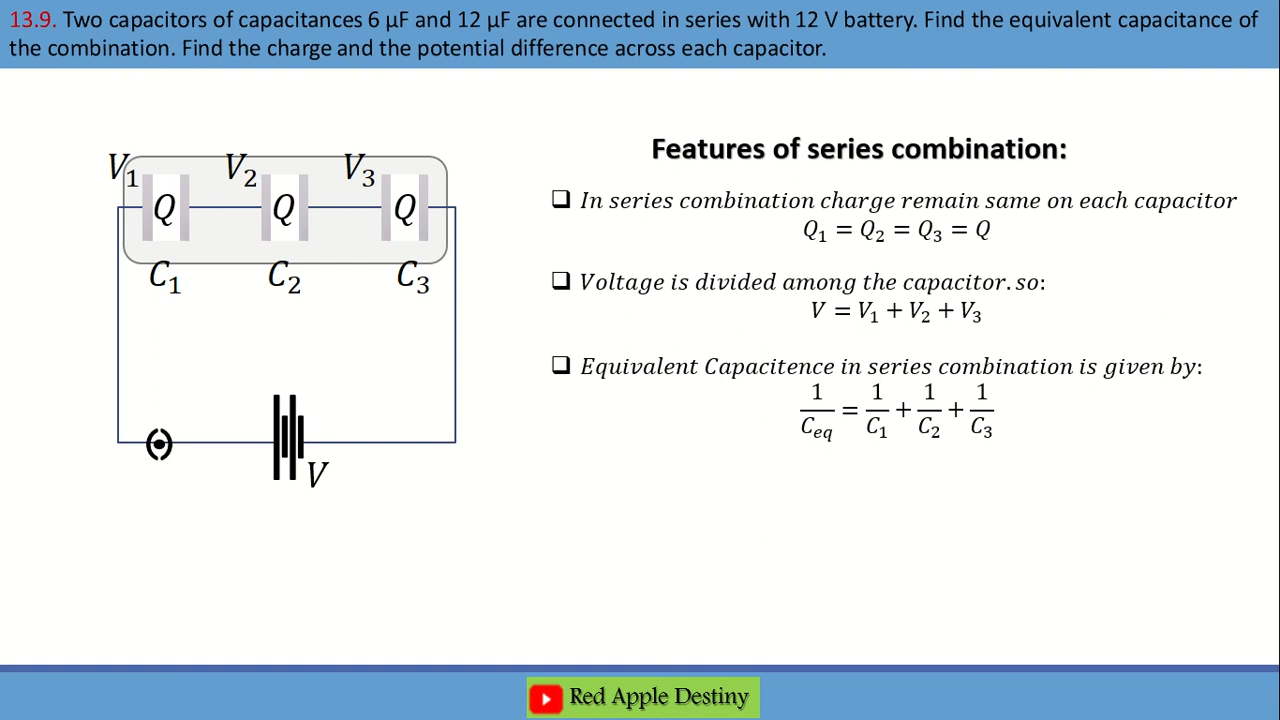 13.9. Two capacitors of capacitances 6 μF and 12 μF are connected in series with 12 V battery. Find the equivalent capacitance of
the combination. Find the charge and the potential difference across each capacitor.
Features of series combination:
V₁ V₂ V₃
Q Q Q
C₁ C₂ C₃
V
❑ In series combination charge remain same on each capacitor
Q₁ = Q₂ = Q₃ = Q
❑ Voltage is divided among the capacitor. so:
V = V₁ + V₂ + V₃
❑ Equivalent Capacitence in series combination is given by:
1/C_eq = 1/C₁ + 1/C₂ + 1/C₃
Red Apple Destiny